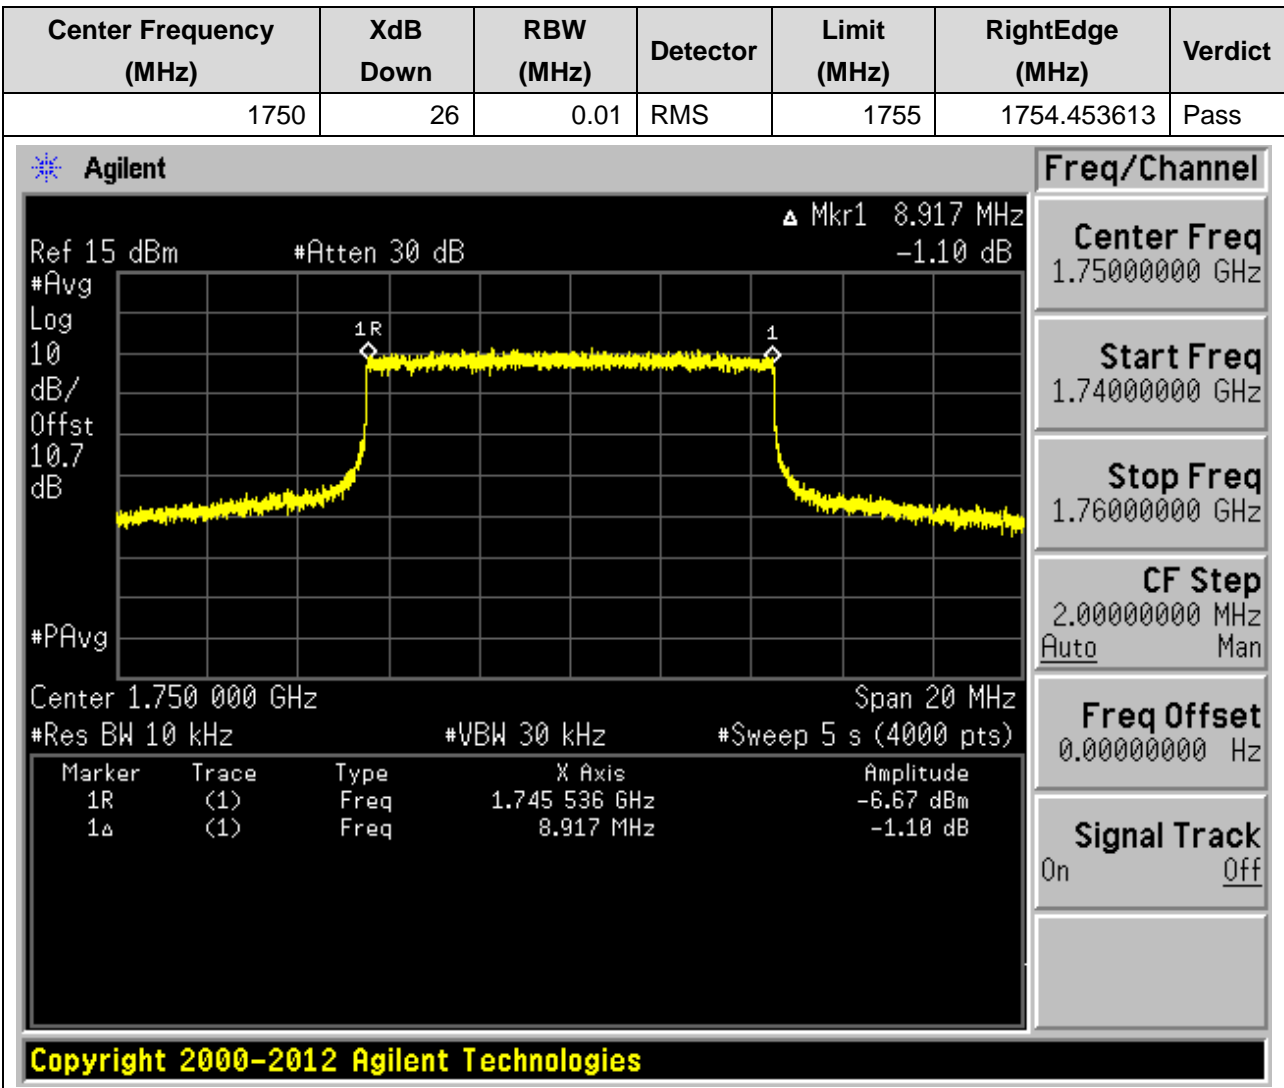 Center Frequency (MHz) XdB Down RBW (MHz) Detector Limit (MHz) RightEdge (MHz) Verdict
1750 26 0.01 RMS 1755 1754.453613 Pass
Agilent
Freq/Channel
Δ Mkr1 8.917 MHz
Ref 15 dBm #Atten 30 dB -1.10 dB
#Avg
Log
10
dB/
Offst
10.7
dB
1R
1
#PAvg
Center 1.750 000 GHz Span 20 MHz
#Res BW 10 kHz #VBW 30 kHz #Sweep 5 s (4000 pts)
Marker Trace Type X Axis Amplitude
1R (1) Freq 1.745 536 GHz -6.67 dBm
1Δ (1) Freq 8.917 MHz -1.10 dB
Center Freq
1.75000000 GHz
Start Freq
1.74000000 GHz
Stop Freq
1.76000000 GHz
CF Step
2.00000000 MHz
Auto Man
Freq Offset
0.00000000 Hz
Signal Track
On Off
Copyright 2000-2012 Agilent Technologies